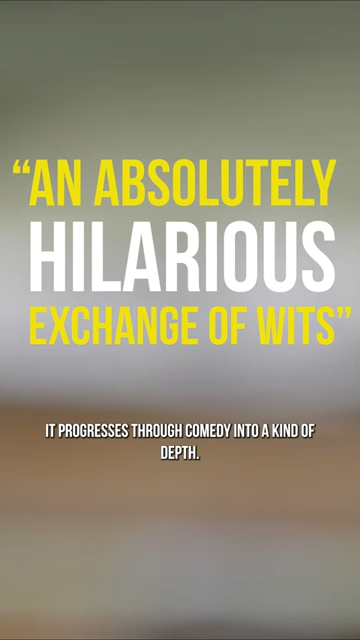 “AN ABSOLUTELY
HILARIOUS
EXCHANGE OF WITS”
IT PROGRESSES THROUGH COMEDY INTO A KIND OF
DEPTH.